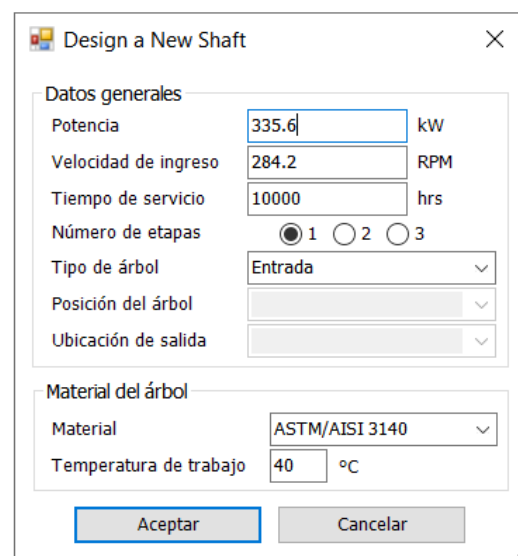 Design a New Shaft
Datos generales
Potencia 335.6 kW
Velocidad de ingreso 284.2 RPM
Tiempo de servicio 10000 hrs
Número de etapas 1 2 3
Tipo de árbol Entrada
Posición del árbol
Ubicación de salida
Material del árbol
Material ASTM/AISI 3140
Temperatura de trabajo 40 ºC
Aceptar Cancelar